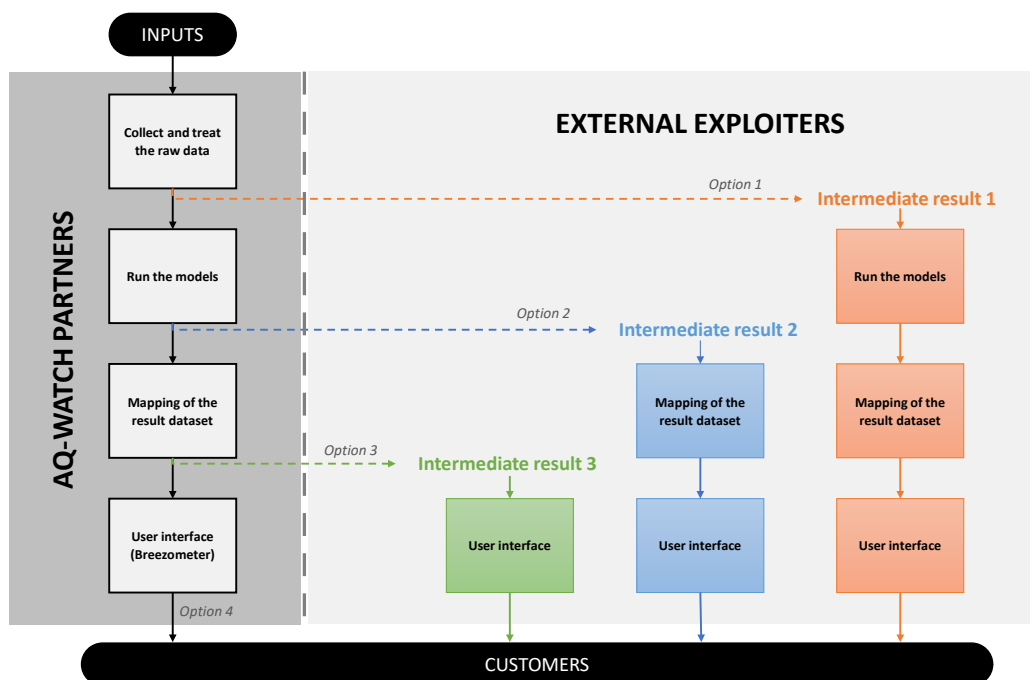 INPUTS
AQ-WATCH PARTNERS
EXTERNAL EXPLOITERS
Collect and treat
the raw data
Option 1
Intermediate result 1
Run the models
Run the models
Option 2
Intermediate result 2
Mapping of the
result dataset
Mapping of the
result dataset
Mapping of the
result dataset
Option 3
Intermediate result 3
User interface
(Breezometer)
User interface
User interface
User interface
Option 4
CUSTOMERS